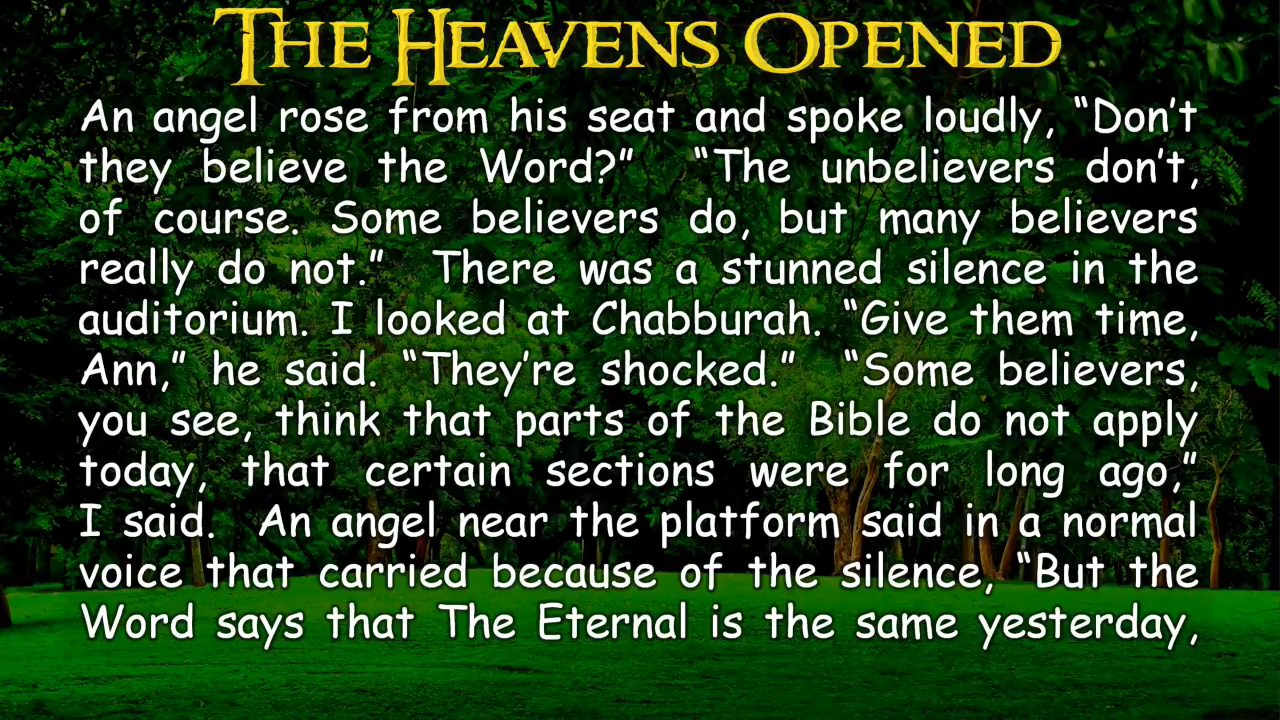 THE HEAVENS OPENED
An angel rose from his seat and spoke loudly, “Don’t
they believe the Word?” “The unbelievers don’t,
of course. Some believers do, but many believers
really do not.” There was a stunned silence in the
auditorium. I looked at Chabburah. “Give them time,
Ann,” he said. “They’re shocked.” “Some believers,
you see, think that parts of the Bible do not apply
today, that certain sections were for long ago,”
I said. An angel near the platform said in a normal
voice that carried because of the silence, “But the
Word says that The Eternal is the same yesterday,